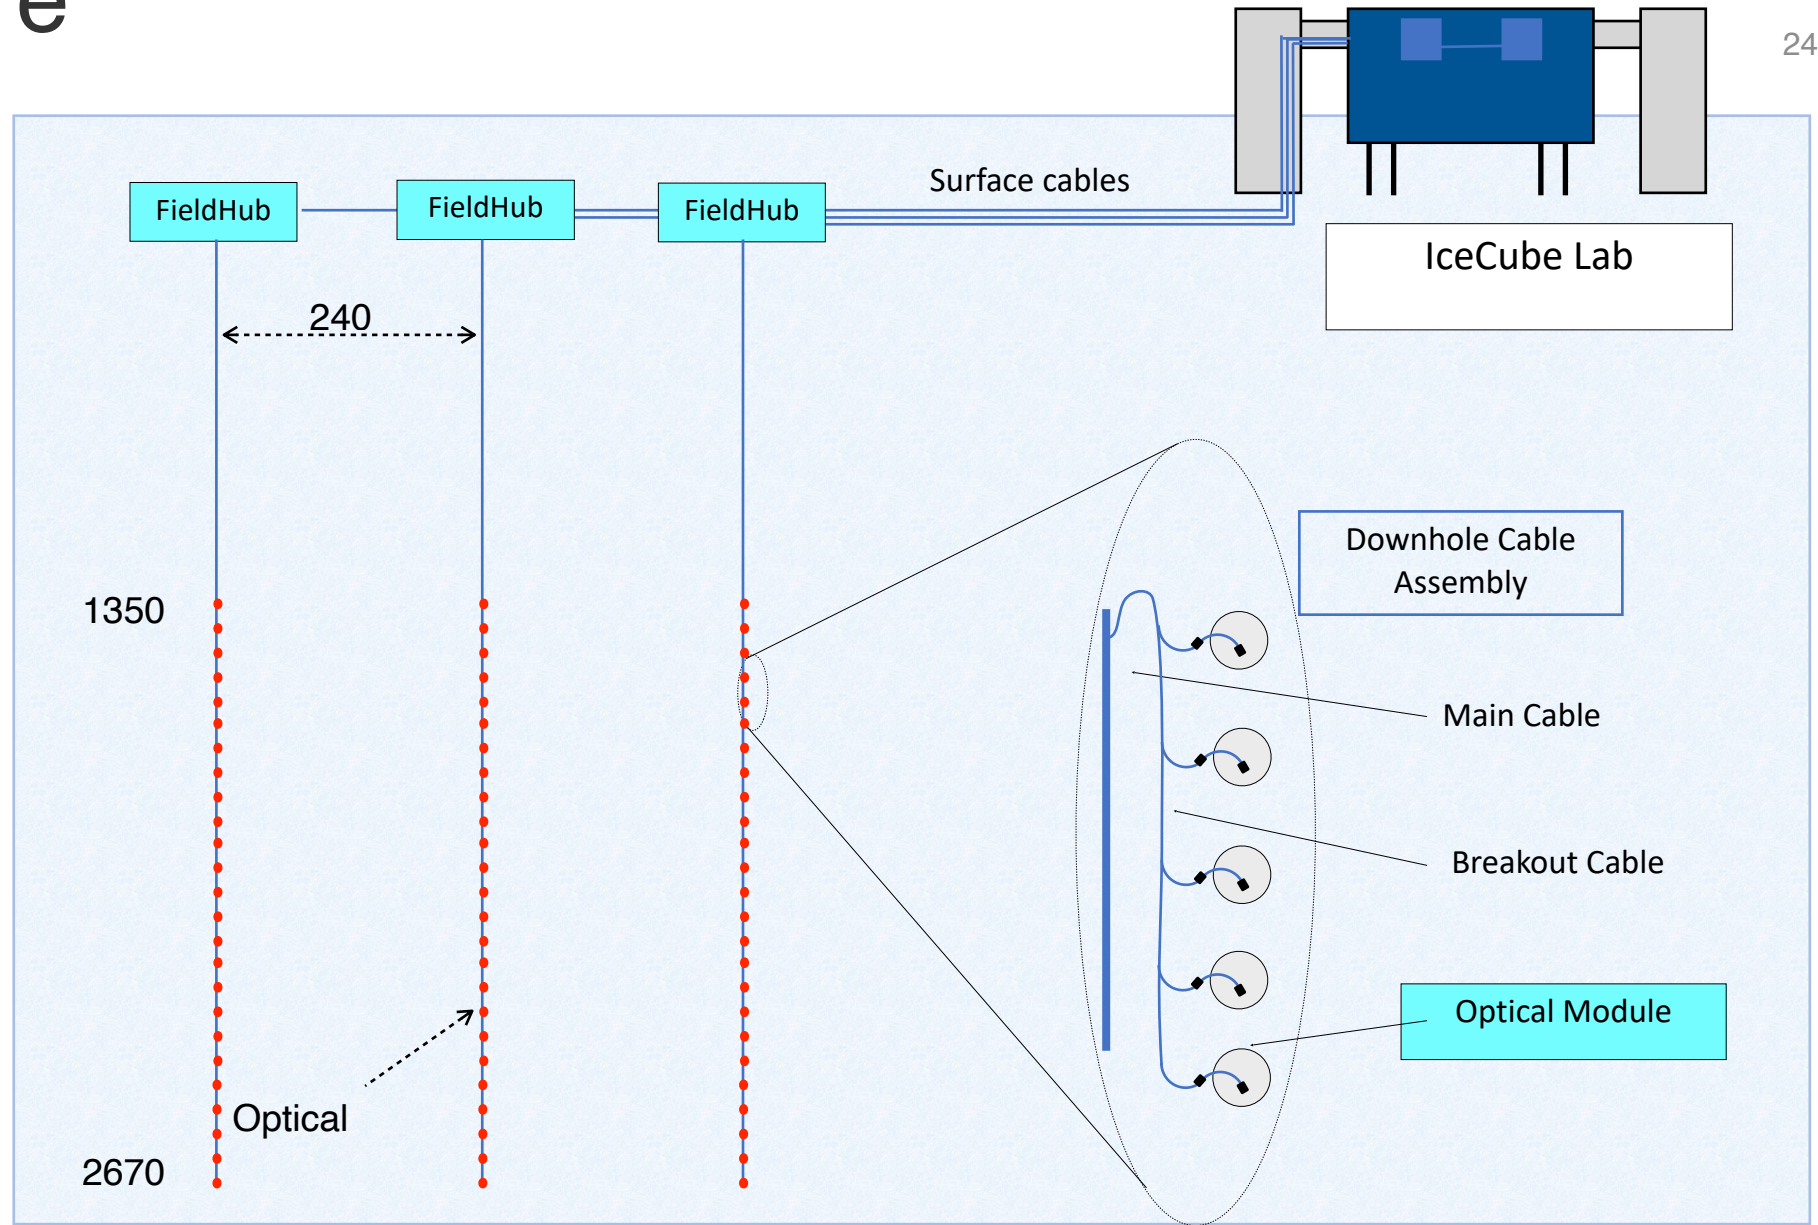 e
24
FieldHub
FieldHub
FieldHub
Surface cables
IceCube Lab
240
Downhole Cable
Assembly
1350
Main Cable
Breakout Cable
Optical Module
Optical
2670